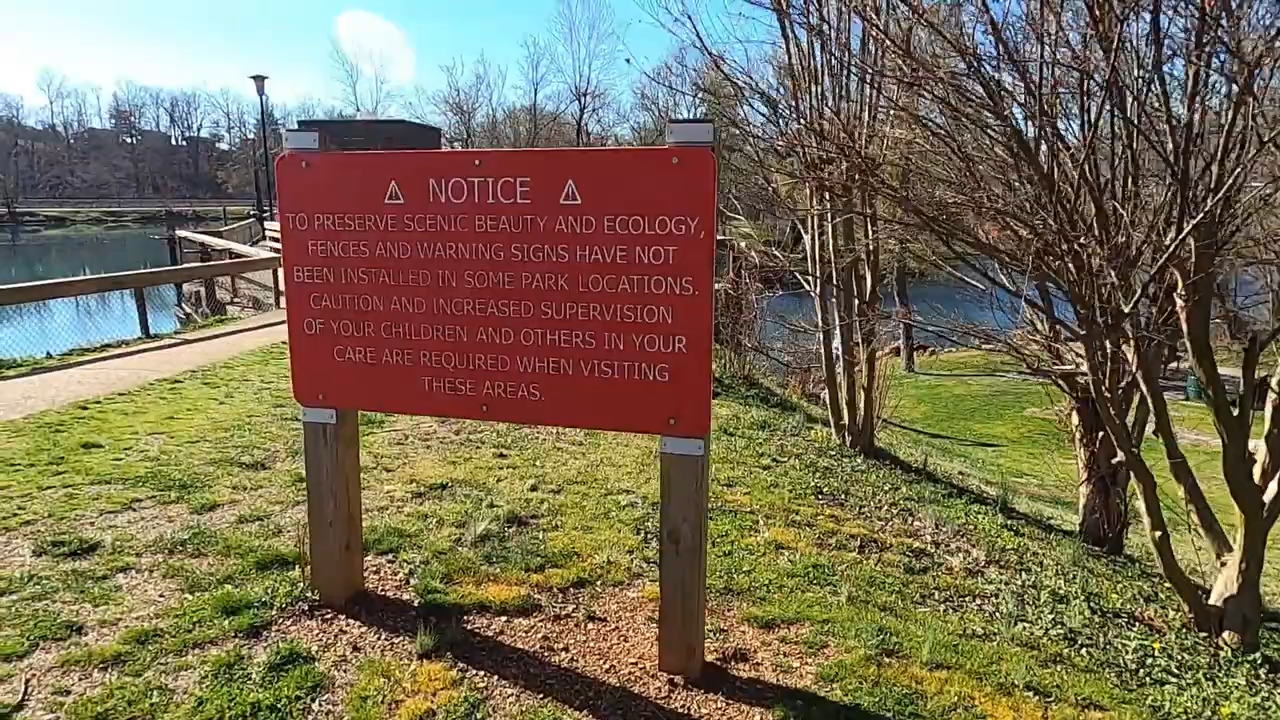 NOTICE
TO PRESERVE SCENIC BEAUTY AND ECOLOGY,
FENCES AND WARNING SIGNS HAVE NOT
BEEN INSTALLED IN SOME PARK LOCATIONS.
CAUTION AND INCREASED SUPERVISION
OF YOUR CHILDREN AND OTHERS IN YOUR
CARE ARE REQUIRED WHEN VISITING
THESE AREAS.